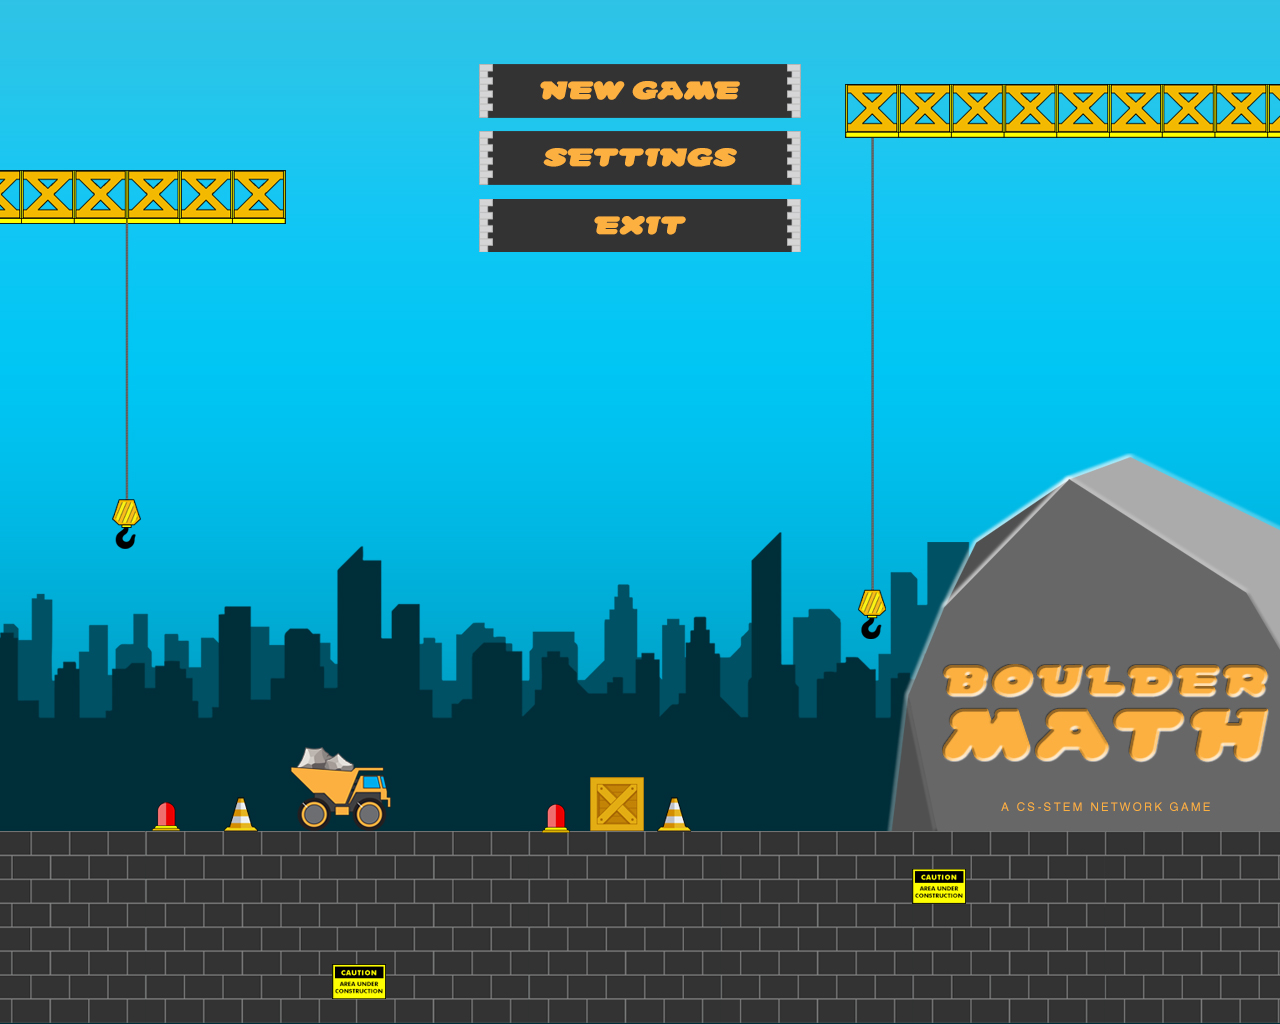 NEW GAME
SETTINGS
EXIT
BOULDER
MATH
A CS-STEM NETWORK GAME
CAUTION
AREA UNDER
CONSTRUCTION
CAUTION
AREA UNDER
CONSTRUCTION